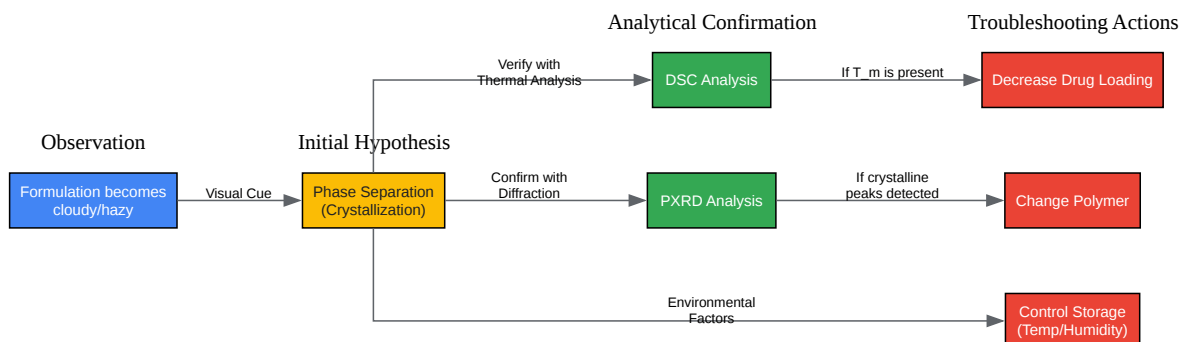 Analytical Confirmation
Troubleshooting Actions
Verify with
Thermal Analysis
DSC Analysis
If T_m is present
Decrease Drug Loading
Observation
Initial Hypothesis
Formulation becomes
cloudy/hazy
Visual Cue
Phase Separation
(Crystallization)
Confirm with
Diffraction
PXRD Analysis
If crystalline
peaks detected
Change Polymer
Environmental
Factors
Control Storage
(Temp/Humidity)